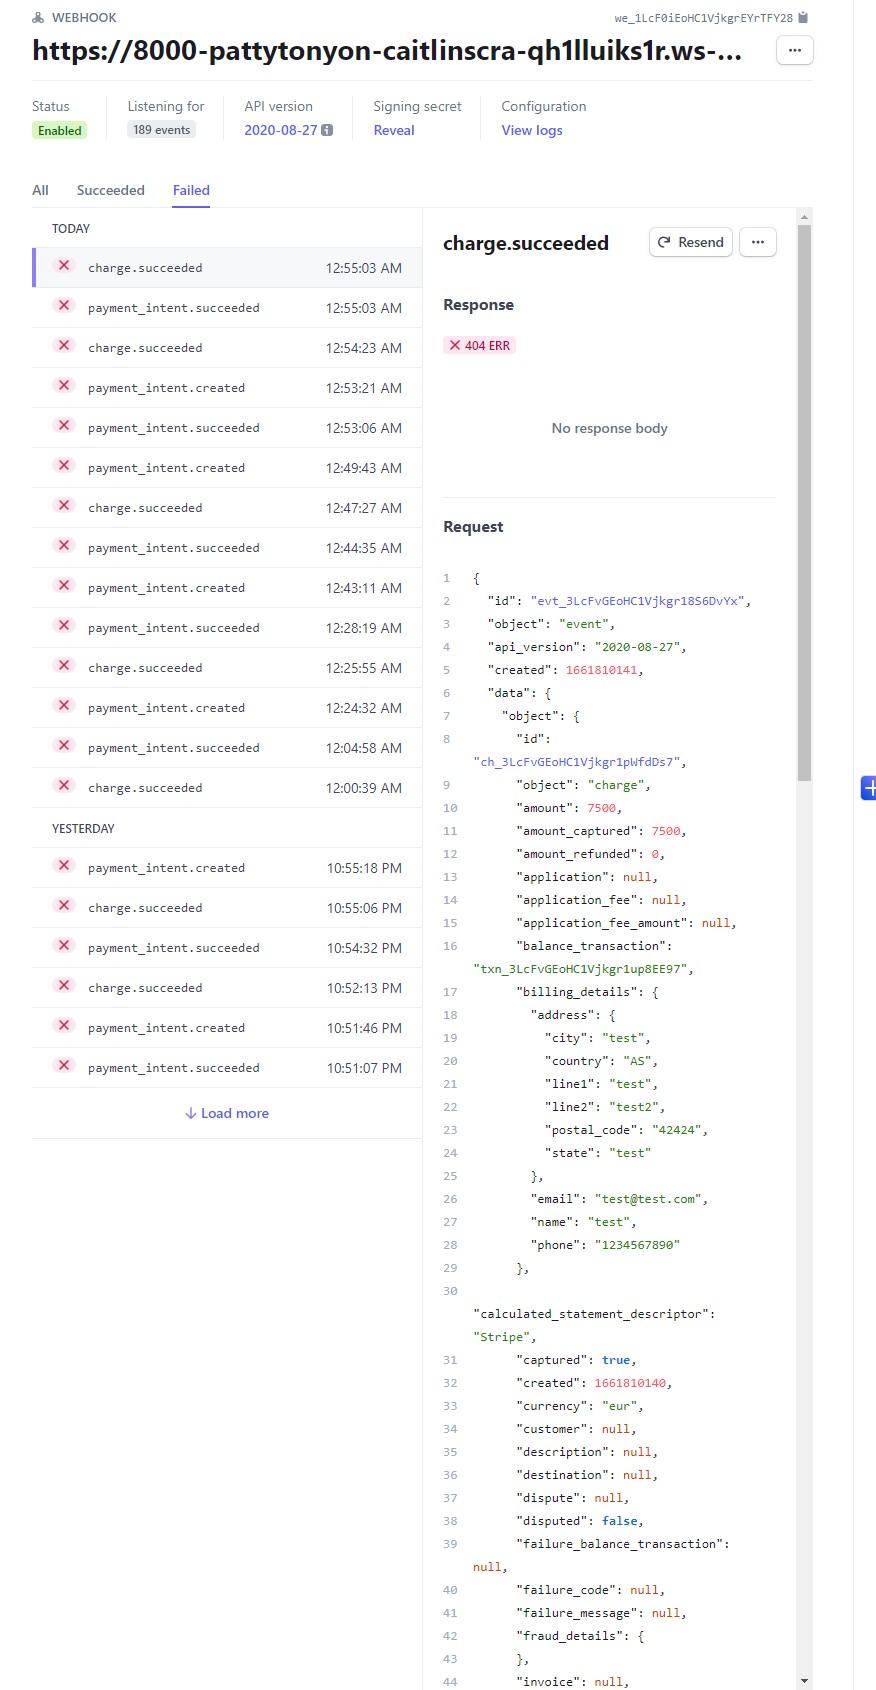 WEBHOOK
we_1LcF0iEoHC1VjkgrEYrTFY28
https://8000-pattytonyon-caitlinscra-qh1lluiks1r.ws-...
Status
Listening for
API version
Signing secret
Configuration
Enabled
189 events
2020-08-27
Reveal
View logs
All
Succeeded
Failed
TODAY
charge.succeeded 12:55:03 AM
payment_intent.succeeded 12:55:03 AM
charge.succeeded 12:54:23 AM
payment_intent.created 12:53:21 AM
payment_intent.succeeded 12:53:06 AM
payment_intent.created 12:49:43 AM
charge.succeeded 12:47:27 AM
payment_intent.succeeded 12:44:35 AM
payment_intent.created 12:43:11 AM
payment_intent.succeeded 12:28:19 AM
charge.succeeded 12:25:55 AM
payment_intent.created 12:24:32 AM
payment_intent.succeeded 12:04:58 AM
charge.succeeded 12:00:39 AM
YESTERDAY
payment_intent.created 10:55:18 PM
charge.succeeded 10:55:06 PM
payment_intent.succeeded 10:54:32 PM
charge.succeeded 10:52:13 PM
payment_intent.created 10:51:46 PM
payment_intent.succeeded 10:51:07 PM
Load more
charge.succeeded
Resend
Response
404 ERR
No response body
Request
1 {
2 "id": "evt_3LcFvGEoHC1Vjkgr18S6DvYx",
3 "object": "event",
4 "api_version": "2020-08-27",
5 "created": 1661810141,
6 "data": {
7 "object": {
8 "id":
"ch_3LcFvGEoHC1Vjkgr1pWfdDs7",
9 "object": "charge",
10 "amount": 7500,
11 "amount_captured": 7500,
12 "amount_refunded": 0,
13 "application": null,
14 "application_fee": null,
15 "application_fee_amount": null,
16 "balance_transaction":
"txn_3LcFvGEoHC1Vjkgr1up8EE97",
17 "billing_details": {
18 "address": {
19 "city": "test",
20 "country": "AS",
21 "line1": "test",
22 "line2": "test2",
23 "postal_code": "42424",
24 "state": "test"
25 },
26 "email": "test@test.com",
27 "name": "test",
28 "phone": "1234567890"
29 },
30
"calculated_statement_descriptor":
"Stripe",
31 "captured": true,
32 "created": 1661810140,
33 "currency": "eur",
34 "customer": null,
35 "description": null,
36 "destination": null,
37 "dispute": null,
38 "disputed": false,
39 "failure_balance_transaction":
null,
40 "failure_code": null,
41 "failure_message": null,
42 "fraud_details": {
43 },
44 "invoice": null,